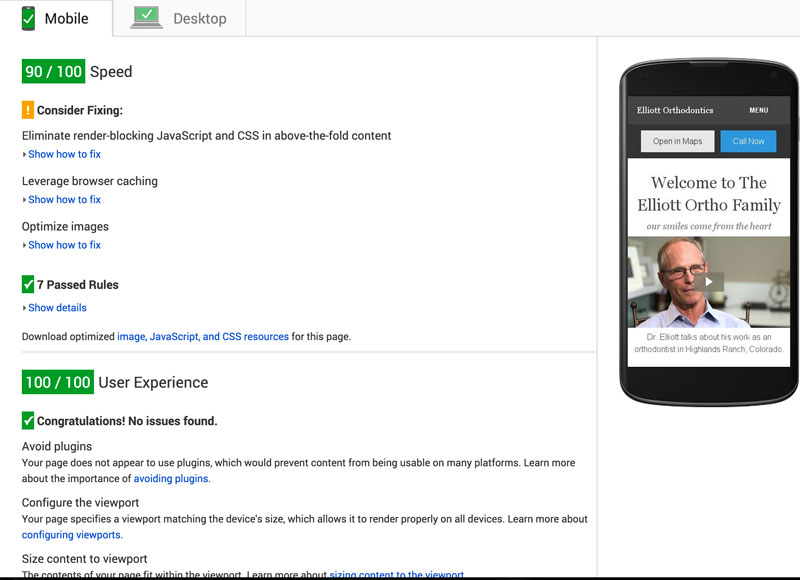 Mobile
Desktop
90 / 100 Speed
! Consider Fixing:
Eliminate render-blocking JavaScript and CSS in above-the-fold content
Show how to fix
Leverage browser caching
Show how to fix
Optimize images
Show how to fix
7 Passed Rules
Show details
Download optimized image, JavaScript, and CSS resources for this page.
100 / 100 User Experience
Congratulations! No issues found.
Avoid plugins
Your page does not appear to use plugins, which would prevent content from being usable on many platforms. Learn more
about the importance of avoiding plugins.
Configure the viewport
Your page specifies a viewport matching the device's size, which allows it to render properly on all devices. Learn more about
configuring viewports.
Size content to viewport
The contents of your page fit within the viewport. Learn more about sizing content to the viewport
Elliott Orthodontics MENU
Open in Maps Call Now
Welcome to The
Elliott Ortho Family
our smiles come from the heart
Dr. Elliott talks about his work as an
orthodontist in Highlands Ranch, Colorado.